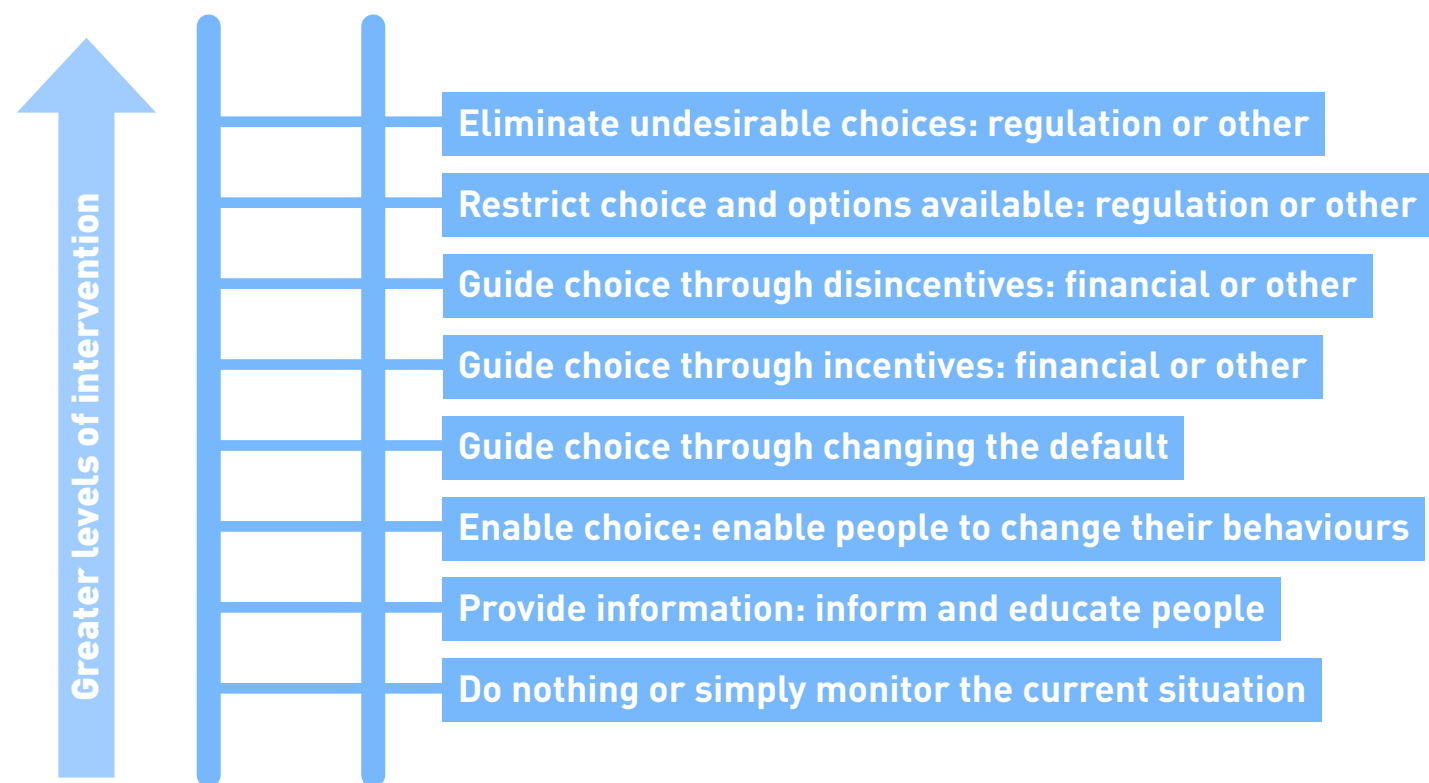 Greater levels of intervention
Eliminate undesirable choices: regulation or other
Restrict choice and options available: regulation or other
Guide choice through disincentives: financial or other
Guide choice through incentives: financial or other
Guide choice through changing the default
Enable choice: enable people to change their behaviours
Provide information: inform and educate people
Do nothing or simply monitor the current situation